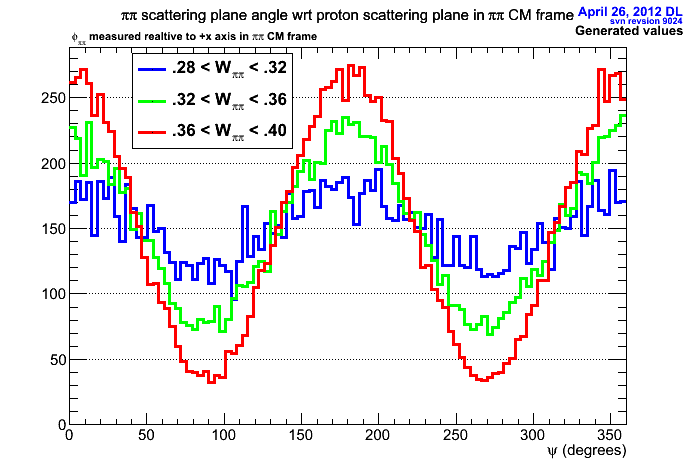 ππ scattering plane angle wrt proton scattering plane in ππ CM frame
April 26, 2012 DL
svn revsion 9024
Generated values
ϕππ measured realtive to +x axis in ππ CM frame
.28 < Wππ < .32
.32 < Wππ < .36
.36 < Wππ < .40
250
200
150
100
50
0
0 50 100 150 200 250 300 350
ψ (degrees)